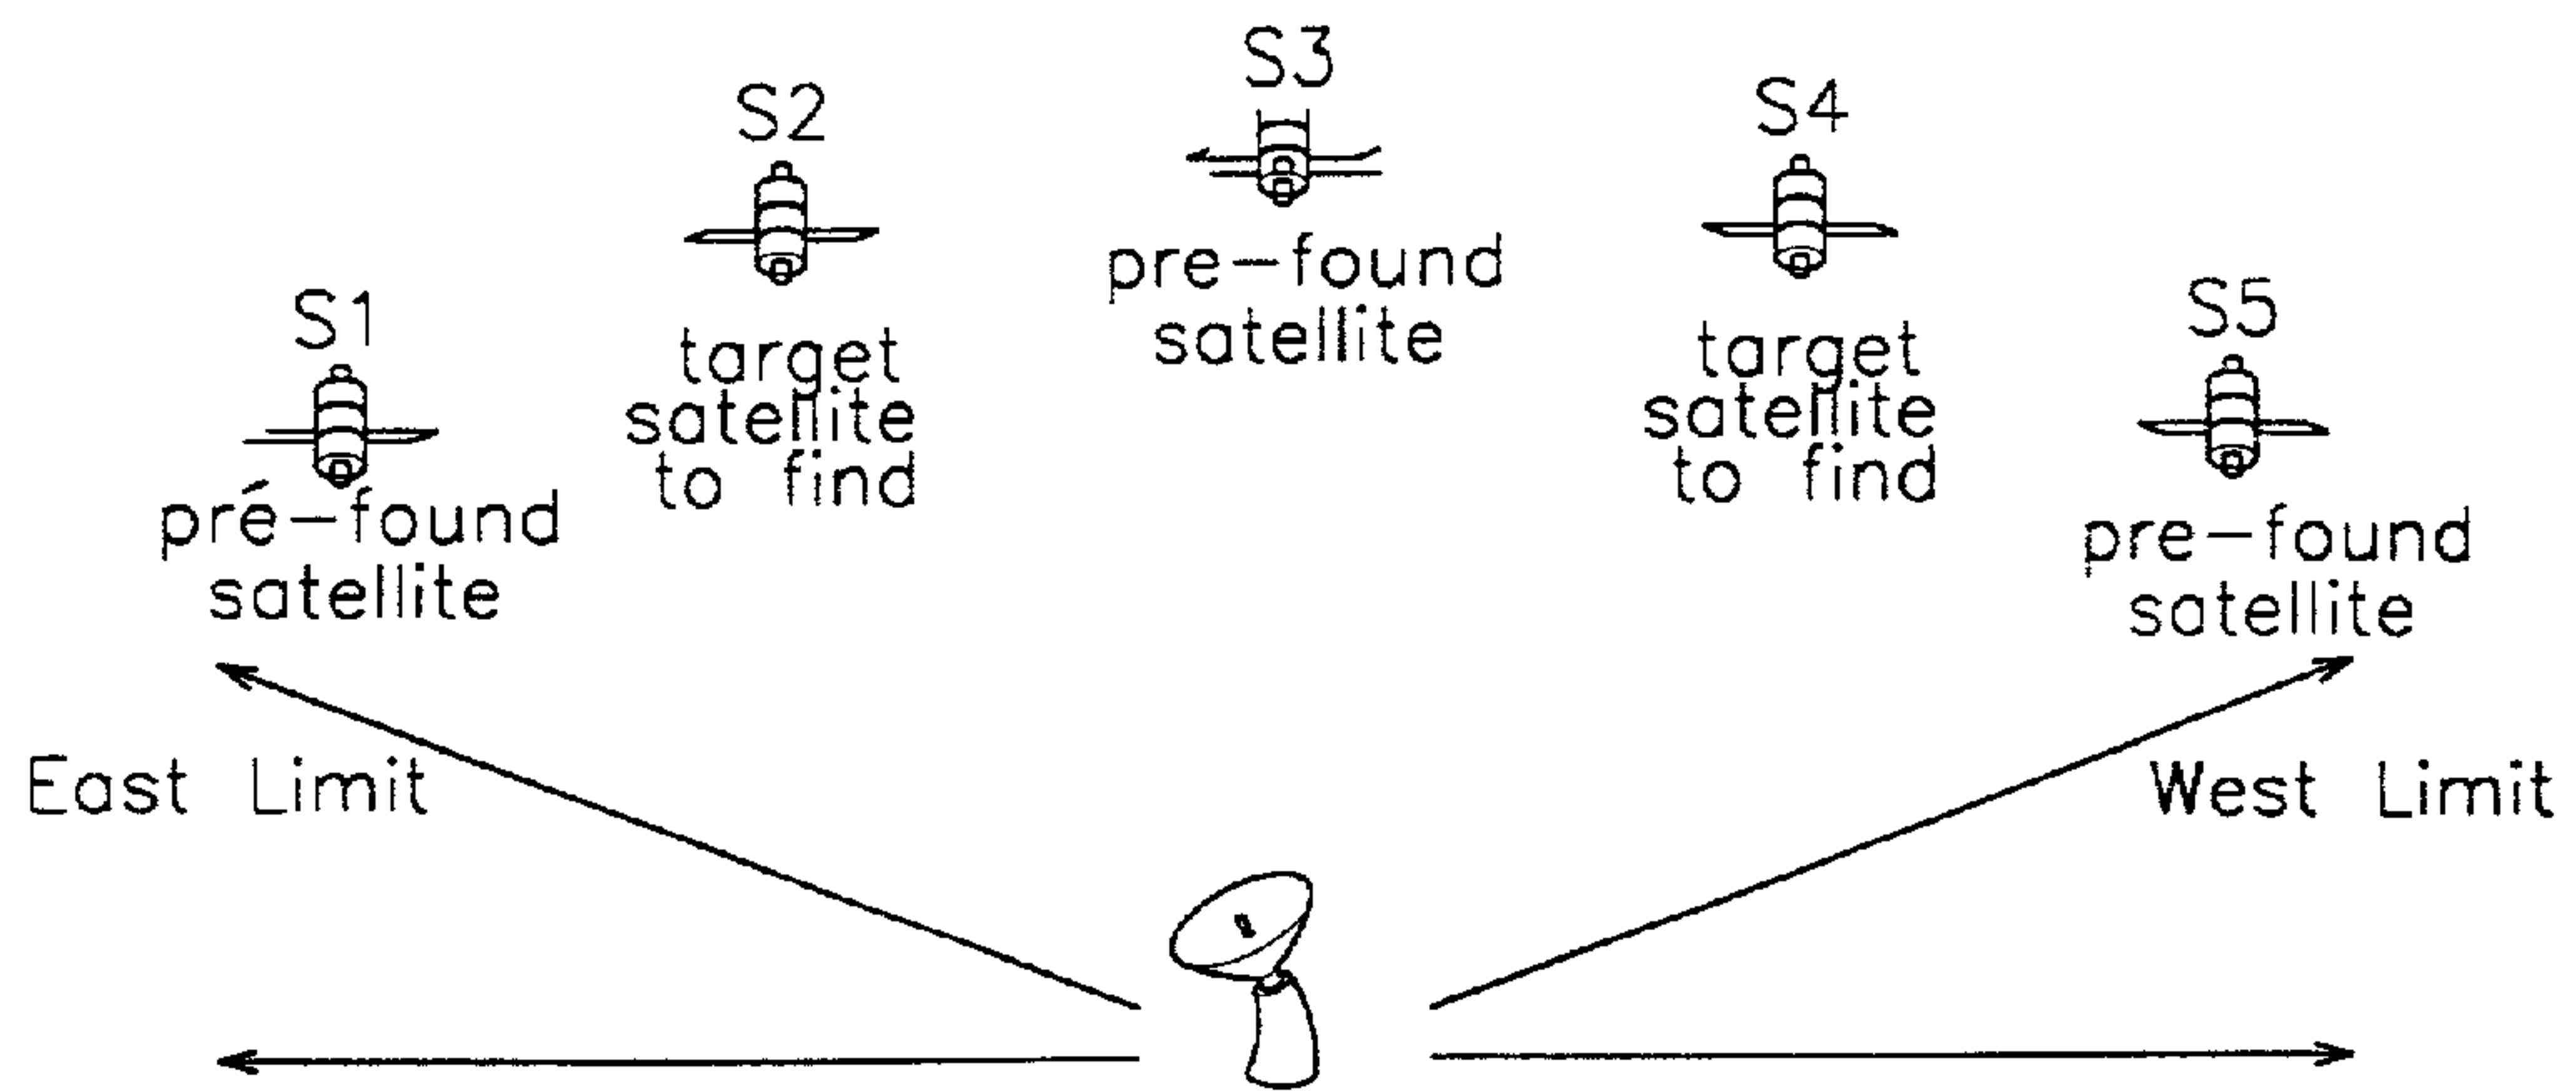 S3
S2
S4
S1
S5
pre-found
satellite
target
satellite
to find
target
satellite
to find
pre-found
satellite
pre-found
satellite
East Limit
West Limit